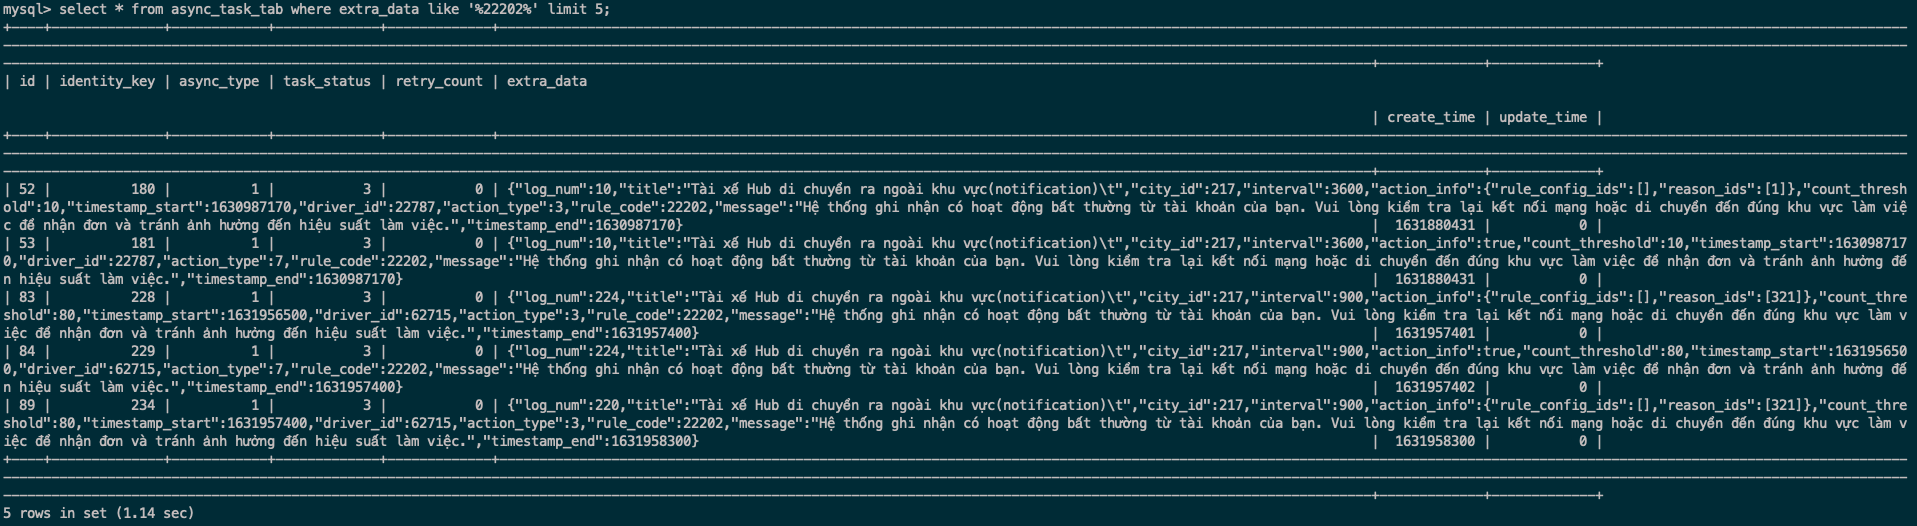 mysql> select * from async_task_tab where extra_data like '%22202%' limit 5;
| id | identity_key | async_type | task_status | retry_count | extra_data
| create_time | update_time |
| 52 | 180 | 1 | 3 | 0 | {"log_num":10,"title":"Tài xế Hub di chuyển ra ngoài khu vực(notification)\t","city_id":217,"interval":3600,"action_info":{"rule_config_ids":[],"reason_ids":[1]},"count_thresh
old":10,"timestamp_start":1630987170,"driver_id":22787,"action_type":3,"rule_code":22202,"message":"Hệ thống ghi nhận có hoạt động bất thường từ tài khoản của bạn. Vui lòng kiểm tra lại kết nối mạng hoặc di chuyển đến đúng khu vực làm việ
c để nhận đơn và tránh ảnh hưởng đến hiệu suất làm việc.","timestamp_end":1630987170} | 1631880431 | 0 |
| 53 | 181 | 1 | 3 | 0 | {"log_num":10,"title":"Tài xế Hub di chuyển ra ngoài khu vực(notification)\t","city_id":217,"interval":3600,"action_info":true,"count_threshold":10,"timestamp_start":163098717
0,"driver_id":22787,"action_type":7,"rule_code":22202,"message":"Hệ thống ghi nhận có hoạt động bất thường từ tài khoản của bạn. Vui lòng kiểm tra lại kết nối mạng hoặc di chuyển đến đúng khu vực làm việc để nhận đơn và tránh ảnh hưởng đế
n hiệu suất làm việc.","timestamp_end":1630987170} | 1631880431 | 0 |
| 83 | 228 | 1 | 3 | 0 | {"log_num":224,"title":"Tài xế Hub di chuyển ra ngoài khu vực(notification)\t","city_id":217,"interval":900,"action_info":{"rule_config_ids":[],"reason_ids":[321]},"count_thre
shold":80,"timestamp_start":1631956500,"driver_id":62715,"action_type":3,"rule_code":22202,"message":"Hệ thống ghi nhận có hoạt động bất thường từ tài khoản của bạn. Vui lòng kiểm tra lại kết nối mạng hoặc di chuyển đến đúng khu vực làm v
iệc để nhận đơn và tránh ảnh hưởng đến hiệu suất làm việc.","timestamp_end":1631957400} | 1631957401 | 0 |
| 84 | 229 | 1 | 3 | 0 | {"log_num":224,"title":"Tài xế Hub di chuyển ra ngoài khu vực(notification)\t","city_id":217,"interval":900,"action_info":true,"count_threshold":80,"timestamp_start":163195650
0,"driver_id":62715,"action_type":7,"rule_code":22202,"message":"Hệ thống ghi nhận có hoạt động bất thường từ tài khoản của bạn. Vui lòng kiểm tra lại kết nối mạng hoặc di chuyển đến đúng khu vực làm việc để nhận đơn và tránh ảnh hưởng đế
n hiệu suất làm việc.","timestamp_end":1631957400} | 1631957402 | 0 |
| 89 | 234 | 1 | 3 | 0 | {"log_num":220,"title":"Tài xế Hub di chuyển ra ngoài khu vực(notification)\t","city_id":217,"interval":900,"action_info":{"rule_config_ids":[],"reason_ids":[321]},"count_thre
shold":80,"timestamp_start":1631957400,"driver_id":62715,"action_type":3,"rule_code":22202,"message":"Hệ thống ghi nhận có hoạt động bất thường từ tài khoản của bạn. Vui lòng kiểm tra lại kết nối mạng hoặc di chuyển đến đúng khu vực làm v
iệc để nhận đơn và tránh ảnh hưởng đến hiệu suất làm việc.","timestamp_end":1631958300} | 1631958300 | 0 |
5 rows in set (1.14 sec)